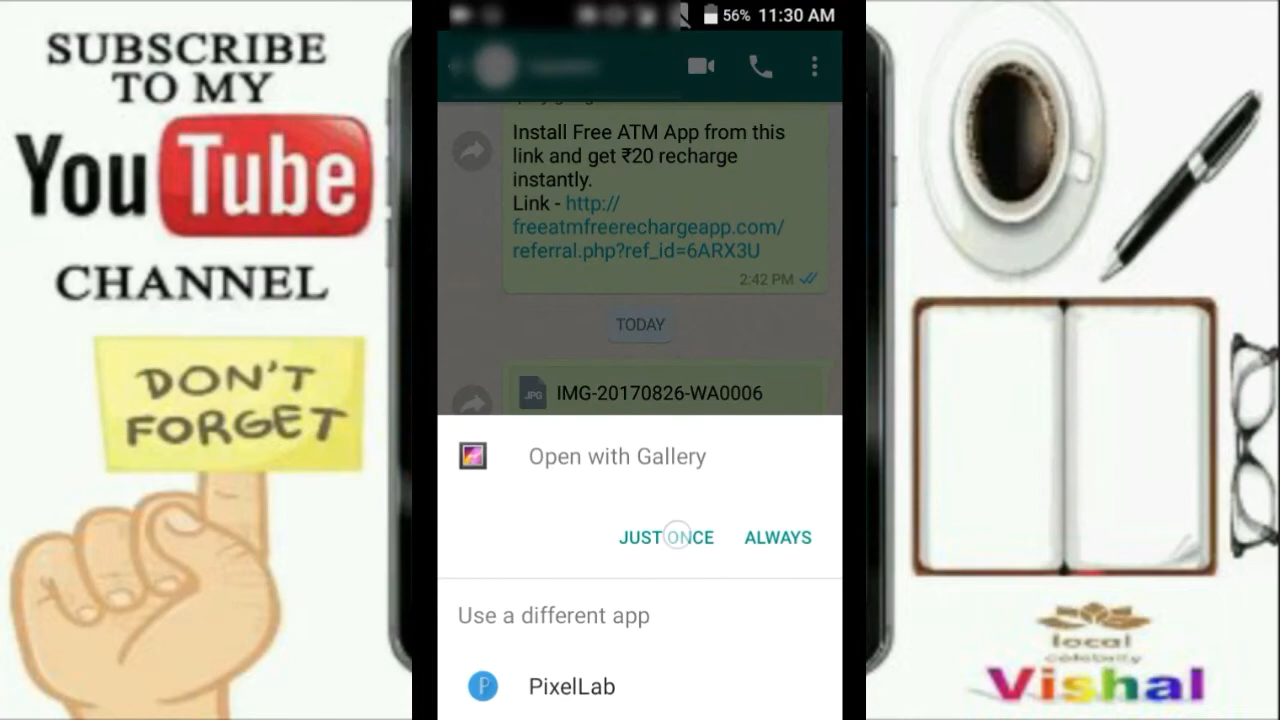 SUBSCRIBE
TO MY
YouTube
CHANNEL
DON'T
FORGET
56% 11:30 AM
Install Free ATM App from this
link and get ₹20 recharge
instantly.
Link - http://
freeatmfreerechargeapp.com/
referral.php?ref_id=6ARX3U
2:42 PM
TODAY
JPG
IMG-20170826-WA0006
Open with Gallery
JUST ONCE
ALWAYS
Use a different app
P
PixelLab
local
celebrity
Vishal